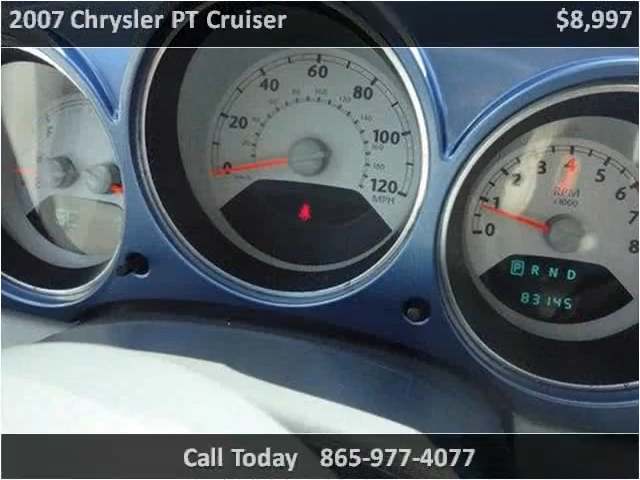 2007 Chrysler PT Cruiser $8,997
0 20 40 60 80 100 120
MPH
0 1 2 3 4 5 6 7 8
RPM
x1000
P R N D
83145
Call Today 865-977-4077